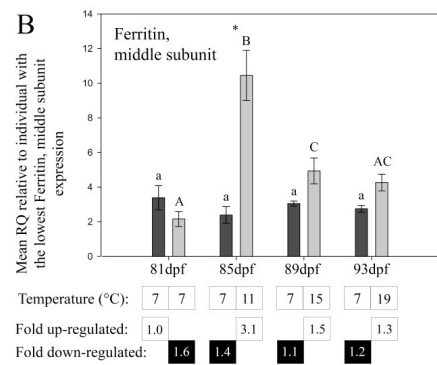 B
Ferritin,
middle subunit
Mean RQ relative to individual with
the lowest Ferritin, middle subunit
expression
14
12
10
8
6
4
2
0
a A a * B a C a AC
81dpf 85dpf 89dpf 93dpf
Temperature (°C): 7 7 7 11 7 15 7 19
Fold up-regulated: 1.0 3.1 1.5 1.3
Fold down-regulated: 1.6 1.4 1.1 1.2